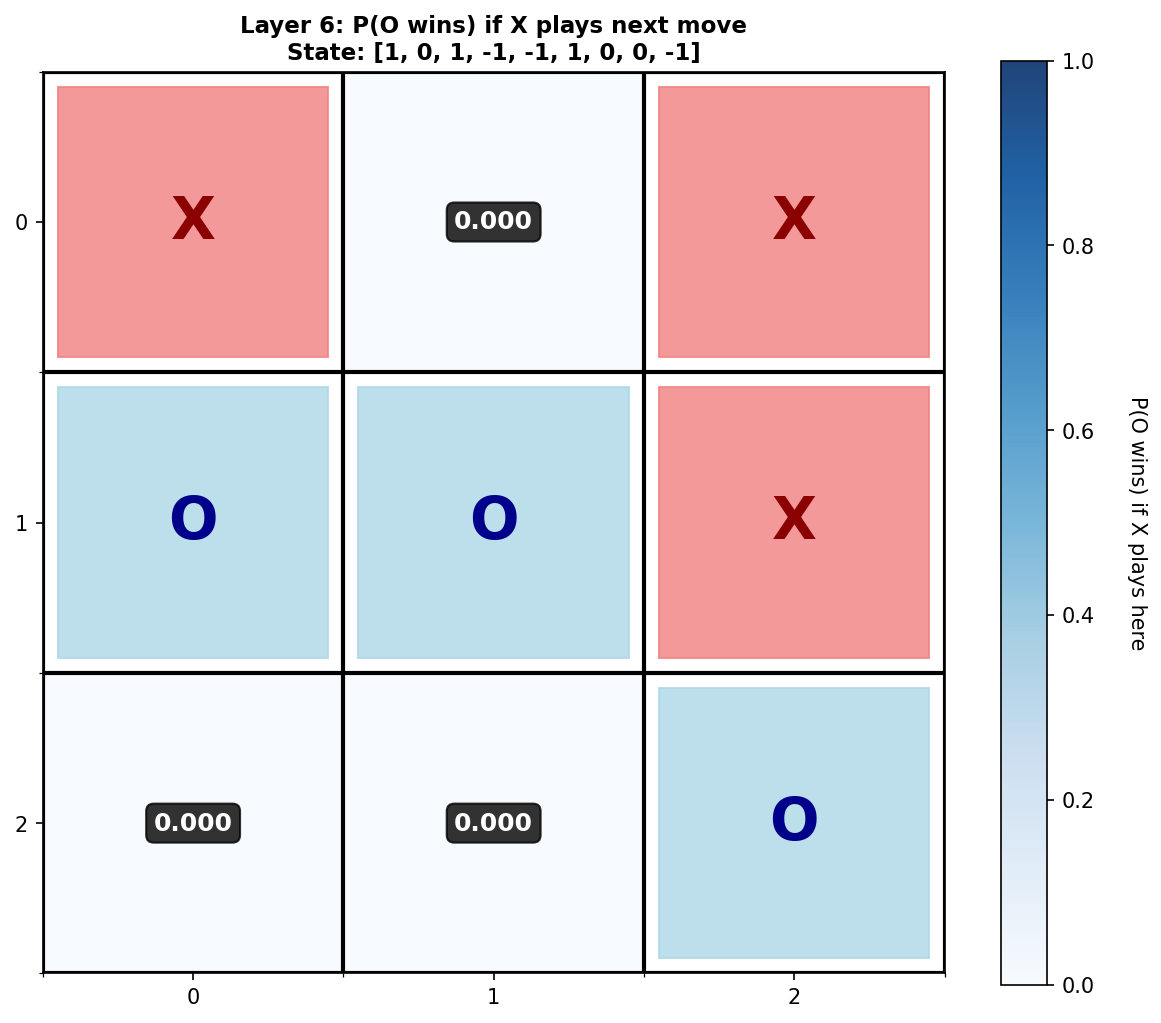 Layer 6: P(O wins) if X plays next move
State: [1, 0, 1, -1, -1, 1, 0, 0, -1]
0
X
0.000
X
1
O
O
X
2
0.000
0.000
O
0
1
2
1.0
0.8
0.6
0.4
0.2
0.0
P(O wins) if X plays here